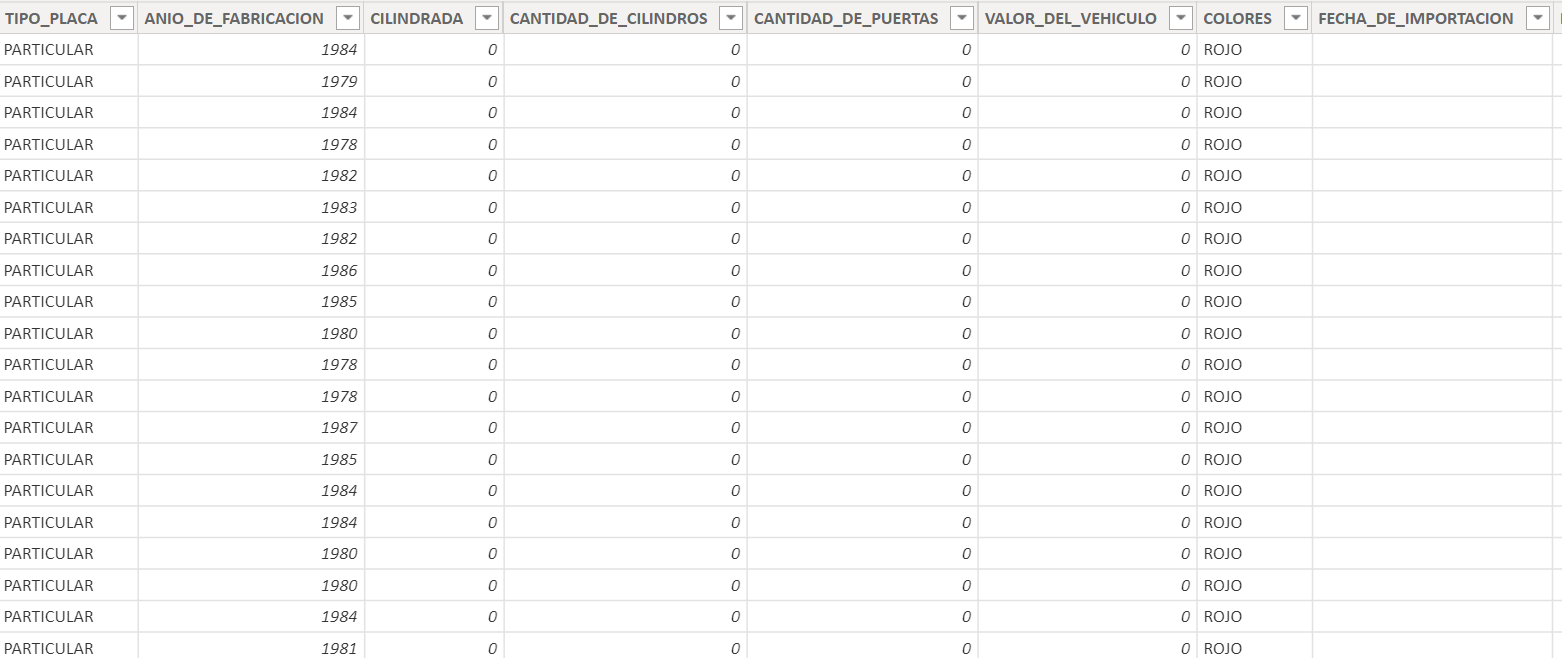 TIPO_PLACA ANIO_DE_FABRICACION CILINDRADA CANTIDAD_DE_CILINDROS CANTIDAD_DE_PUERTAS VALOR_DEL_VEHICULO COLORES FECHA_DE_IMPORTACION
PARTICULAR 1984 0 0 0 0 ROJO
PARTICULAR 1979 0 0 0 0 ROJO
PARTICULAR 1984 0 0 0 0 ROJO
PARTICULAR 1978 0 0 0 0 ROJO
PARTICULAR 1982 0 0 0 0 ROJO
PARTICULAR 1983 0 0 0 0 ROJO
PARTICULAR 1982 0 0 0 0 ROJO
PARTICULAR 1986 0 0 0 0 ROJO
PARTICULAR 1985 0 0 0 0 ROJO
PARTICULAR 1980 0 0 0 0 ROJO
PARTICULAR 1978 0 0 0 0 ROJO
PARTICULAR 1978 0 0 0 0 ROJO
PARTICULAR 1987 0 0 0 0 ROJO
PARTICULAR 1985 0 0 0 0 ROJO
PARTICULAR 1984 0 0 0 0 ROJO
PARTICULAR 1984 0 0 0 0 ROJO
PARTICULAR 1980 0 0 0 0 ROJO
PARTICULAR 1980 0 0 0 0 ROJO
PARTICULAR 1984 0 0 0 0 ROJO
PARTICULAR 1981 0 0 0 0 ROJO